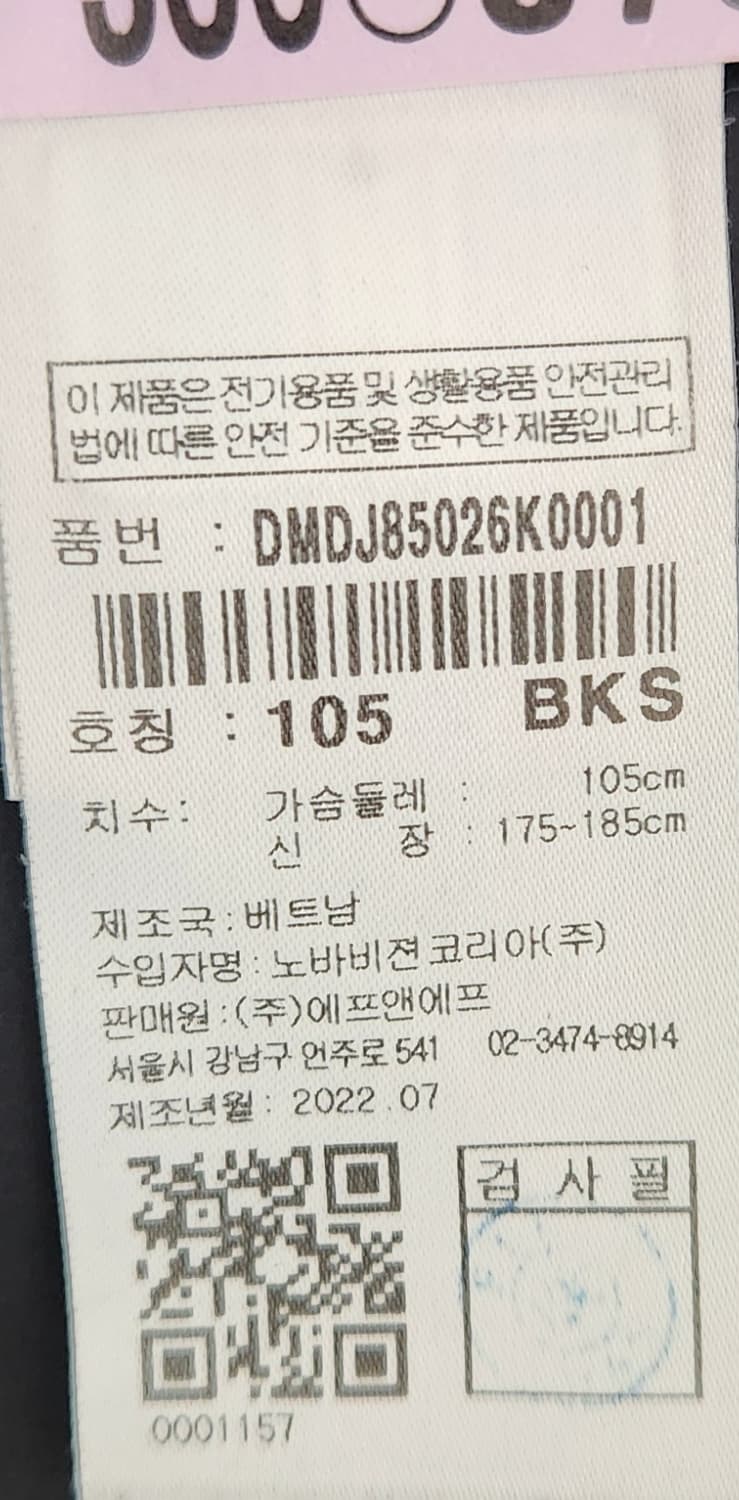 이 제품은 전기용품 및 생활용품 안전관리
법에 따른 안전 기준을 준수한 제품입니다.
품번 : DMDJ85026K0001
호칭 : 105 BKS
치수: 가슴둘레 : 105cm
신 장 : 175~185cm
제조국 : 베트남
수입자명 : 노바비젼코리아(주)
판매원 : (주)에프앤에프
서울시 강남구 언주로 541 02-3474-8914
제조년월 : 2022.07
검 사 필
0001157